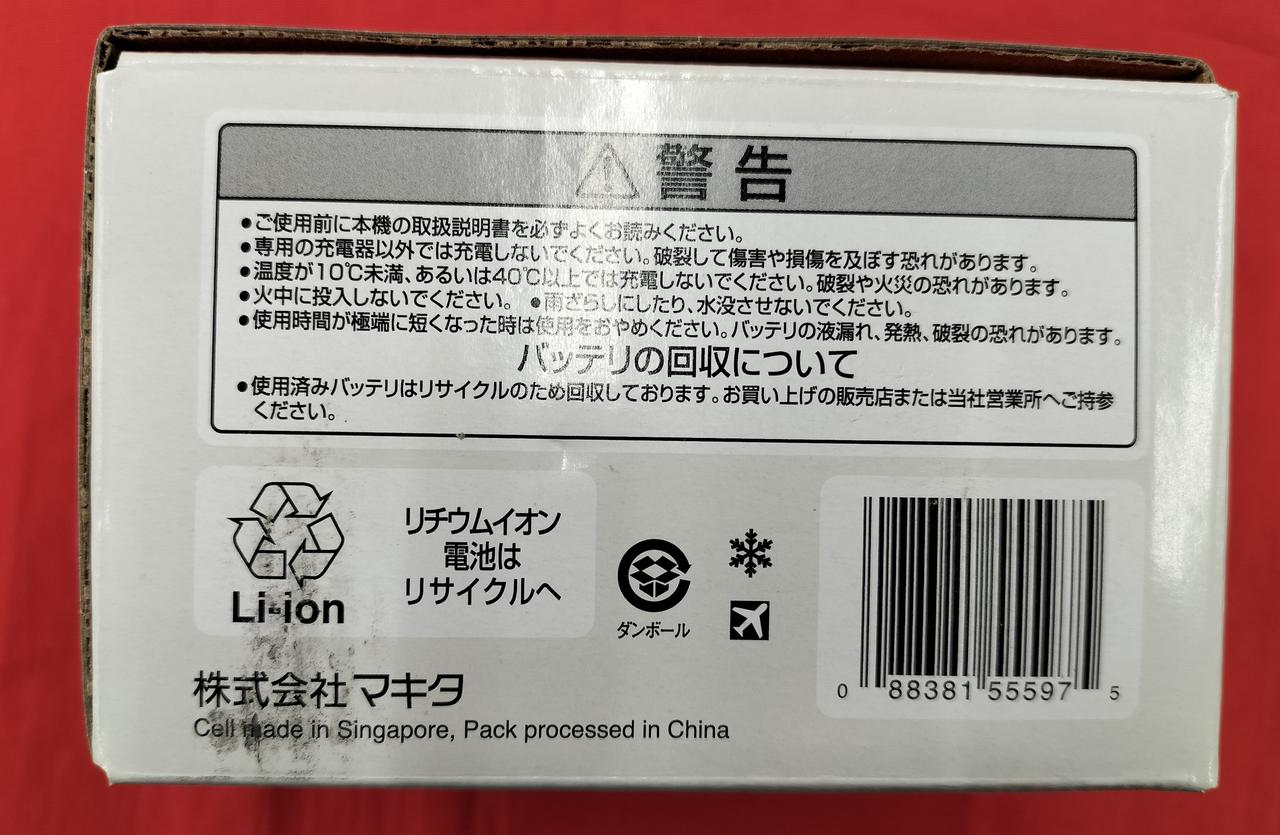 警告
●ご使用前に本機の取扱説明書を必ずよくお読みください。
●専用の充電器以外では充電しないでください。破裂して傷害や損傷を及ぼす恐れがあります。
●温度が10℃未満、あるいは40℃以上では充電しないでください。破裂や火災の恐れがあります。
●火中に投入しないでください。 ●雨ざらしにしたり、水没させないでください。
●使用時間が極端に短くなった時は使用をおやめください。バッテリの液漏れ、発熱、破裂の恐れがあります。
バッテリの回収について
●使用済みバッテリはリサイクルのため回収しております。お買い上げの販売店または当社営業所へご持参
ください。
Li-ion
リチウムイオン
電池は
リサイクルへ
ダンボール
0 88381 55597 5
株式会社マキタ
Cell made in Singapore, Pack processed in China